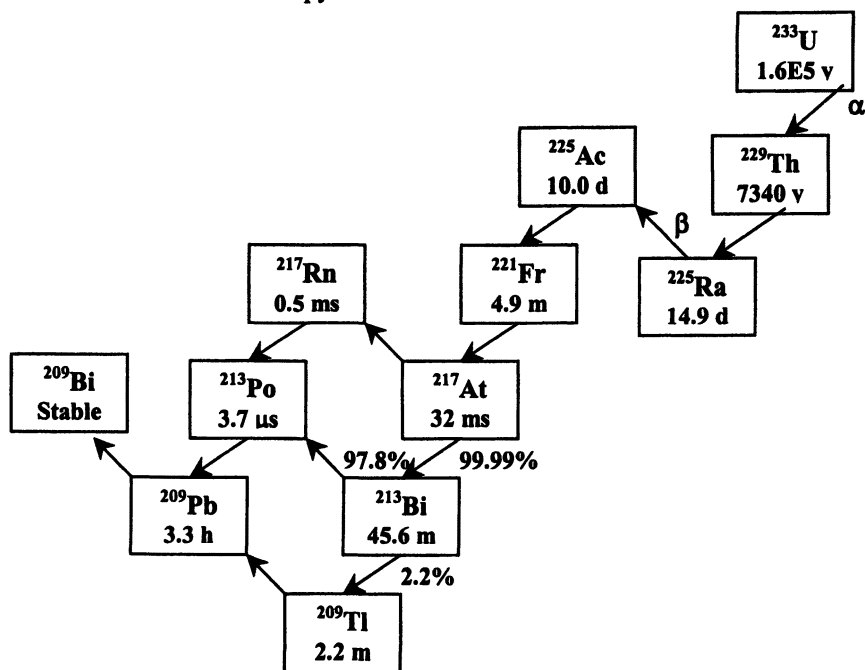 ²³³U
1.6E5 v
α
²²⁵Ac
10.0 d
²²⁹Th
7340 v
β
²¹⁷Rn
0.5 ms
²²¹Fr
4.9 m
²²⁵Ra
14.9 d
²⁰⁹Bi
Stable
²¹³Po
3.7 μs
²¹⁷At
32 ms
97.8%
99.99%
²⁰⁹Pb
3.3 h
²¹³Bi
45.6 m
2.2%
²⁰⁹Tl
2.2 m